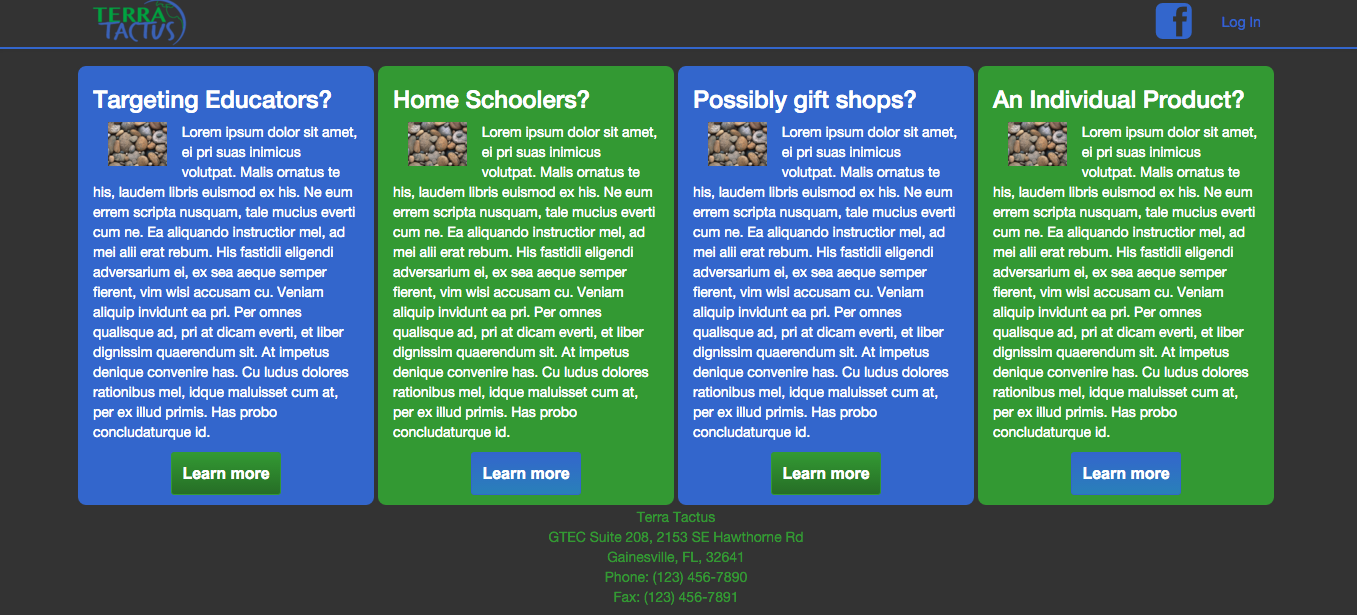 TERRA
TACTUS
Log In
Targeting Educators?
Lorem ipsum dolor sit amet,
ei pri suas inimicus
volutpat. Malis ornatus te
his, laudem libris euismod ex his. Ne eum
errem scripta nusquam, tale mucius everti
cum ne. Ea aliquando instructior mel, ad
mei alii erat rebum. His fastidii eligendi
adversarium ei, ex sea aeque semper
fierent, vim wisi accusam cu. Veniam
aliquip invidunt ea pri. Per omnes
qualisque ad, pri at dicam everti, et liber
dignissim quaerendum sit. At impetus
denique convenire has. Cu ludus dolores
rationibus mel, idque maluisset cum at,
per ex illud primis. Has probo
concludaturque id.
Learn more
Home Schoolers?
Lorem ipsum dolor sit amet,
ei pri suas inimicus
volutpat. Malis ornatus te
his, laudem libris euismod ex his. Ne eum
errem scripta nusquam, tale mucius everti
cum ne. Ea aliquando instructior mel, ad
mei alii erat rebum. His fastidii eligendi
adversarium ei, ex sea aeque semper
fierent, vim wisi accusam cu. Veniam
aliquip invidunt ea pri. Per omnes
qualisque ad, pri at dicam everti, et liber
dignissim quaerendum sit. At impetus
denique convenire has. Cu ludus dolores
rationibus mel, idque maluisset cum at,
per ex illud primis. Has probo
concludaturque id.
Learn more
Possibly gift shops?
Lorem ipsum dolor sit amet,
ei pri suas inimicus
volutpat. Malis ornatus te
his, laudem libris euismod ex his. Ne eum
errem scripta nusquam, tale mucius everti
cum ne. Ea aliquando instructior mel, ad
mei alii erat rebum. His fastidii eligendi
adversarium ei, ex sea aeque semper
fierent, vim wisi accusam cu. Veniam
aliquip invidunt ea pri. Per omnes
qualisque ad, pri at dicam everti, et liber
dignissim quaerendum sit. At impetus
denique convenire has. Cu ludus dolores
rationibus mel, idque maluisset cum at,
per ex illud primis. Has probo
concludaturque id.
Learn more
An Individual Product?
Lorem ipsum dolor sit amet,
ei pri suas inimicus
volutpat. Malis ornatus te
his, laudem libris euismod ex his. Ne eum
errem scripta nusquam, tale mucius everti
cum ne. Ea aliquando instructior mel, ad
mei alii erat rebum. His fastidii eligendi
adversarium ei, ex sea aeque semper
fierent, vim wisi accusam cu. Veniam
aliquip invidunt ea pri. Per omnes
qualisque ad, pri at dicam everti, et liber
dignissim quaerendum sit. At impetus
denique convenire has. Cu ludus dolores
rationibus mel, idque maluisset cum at,
per ex illud primis. Has probo
concludaturque id.
Learn more
Terra Tactus
GTEC Suite 208, 2153 SE Hawthorne Rd
Gainesville, FL, 32641
Phone: (123) 456-7890
Fax: (123) 456-7891